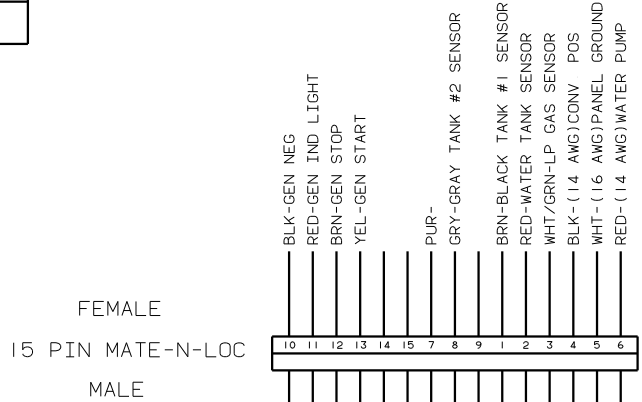 BLK-GEN NEG
RED-GEN IND LIGHT
BRN-GEN STOP
YEL-GEN START
PUR-
GRY-GRAY TANK #2 SENSOR
BRN-BLACK TANK #1 SENSOR
RED-WATER TANK SENSOR
WHT/GRN-LP GAS SENSOR
BLK-(14 AWG)CONV. POS
WHT-(16 AWG)PANEL GROUND
RED-(14 AWG)WATER PUMP
FEMALE
15 PIN MATE-N-LOC
10 11 12 13 14 15 7 8 9 1 2 3 4 5 6
MALE